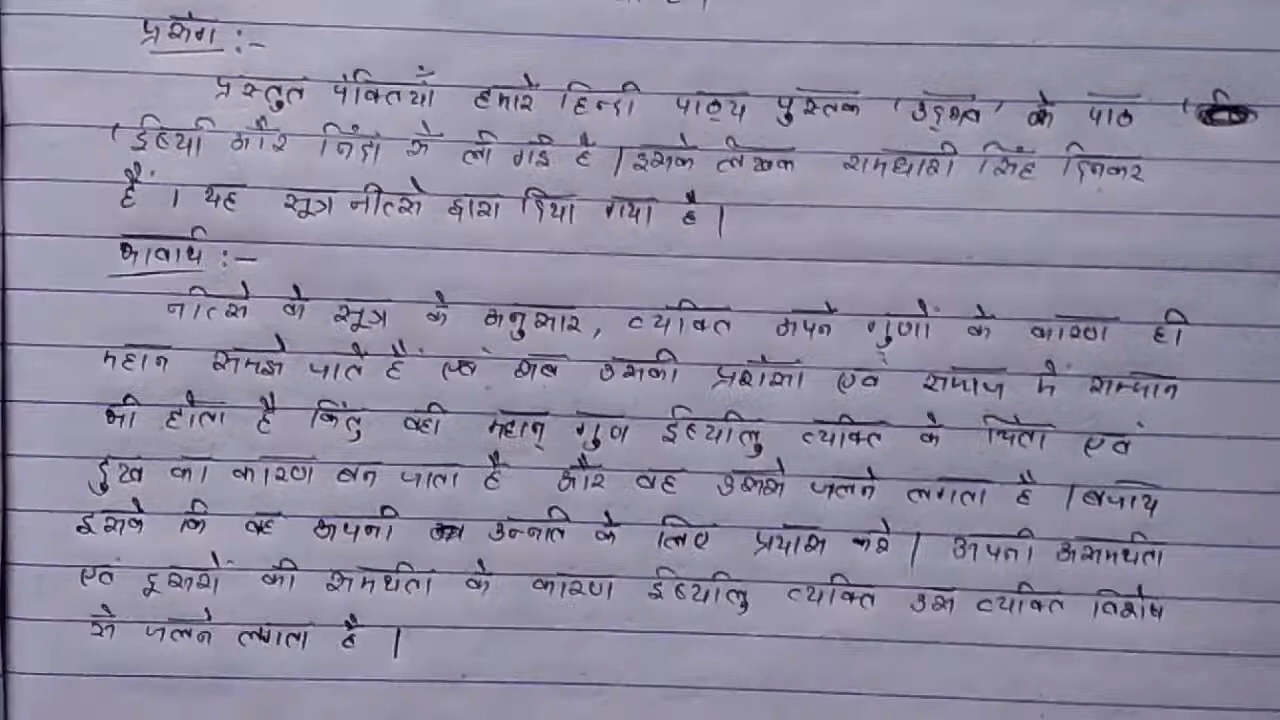 प्रसंग :-
प्रस्तुत पंक्तियाँ हमारे हिन्दी पाठ्य पुस्तक के पाठ
'ईर्ष्या और निंदा से ली गई है । इसके लेखक रामधारी सिंह दिनकर
हैं । यह सूत्र नीत्से द्वारा दिया गया है ।
भावार्थ :-
नीत्से के सूत्र के अनुसार, व्यक्ति अपने गुणों के कारण ही
महान समझे जाते हैं एवं सब उसकी प्रशंसा एवं समाज में सम्मान
भी होता है किंतु वही महान् गुण ईर्ष्यालु व्यक्ति के चिंता एवं
दुख का कारण बन जाता है और वह उससे जलने लगता है । बजाय
इसके कि वह अपनी उन्नति के लिए प्रयास करे । अपनी असमर्थता
एवं दूसरों की समर्थता के कारण ईर्ष्यालु व्यक्ति उस व्यक्ति विशेष
से जलने लगता है ।